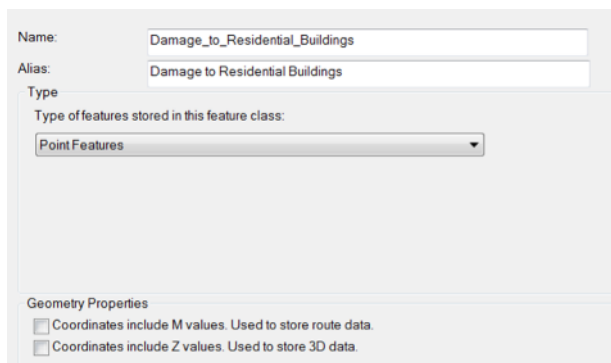 Name: Damage_to_Residential_Buildings
Alias: Damage to Residential Buildings
Type
Type of features stored in this feature class:
Point Features
Geometry Properties
Coordinates include M values. Used to store route data.
Coordinates include Z values. Used to store 3D data.